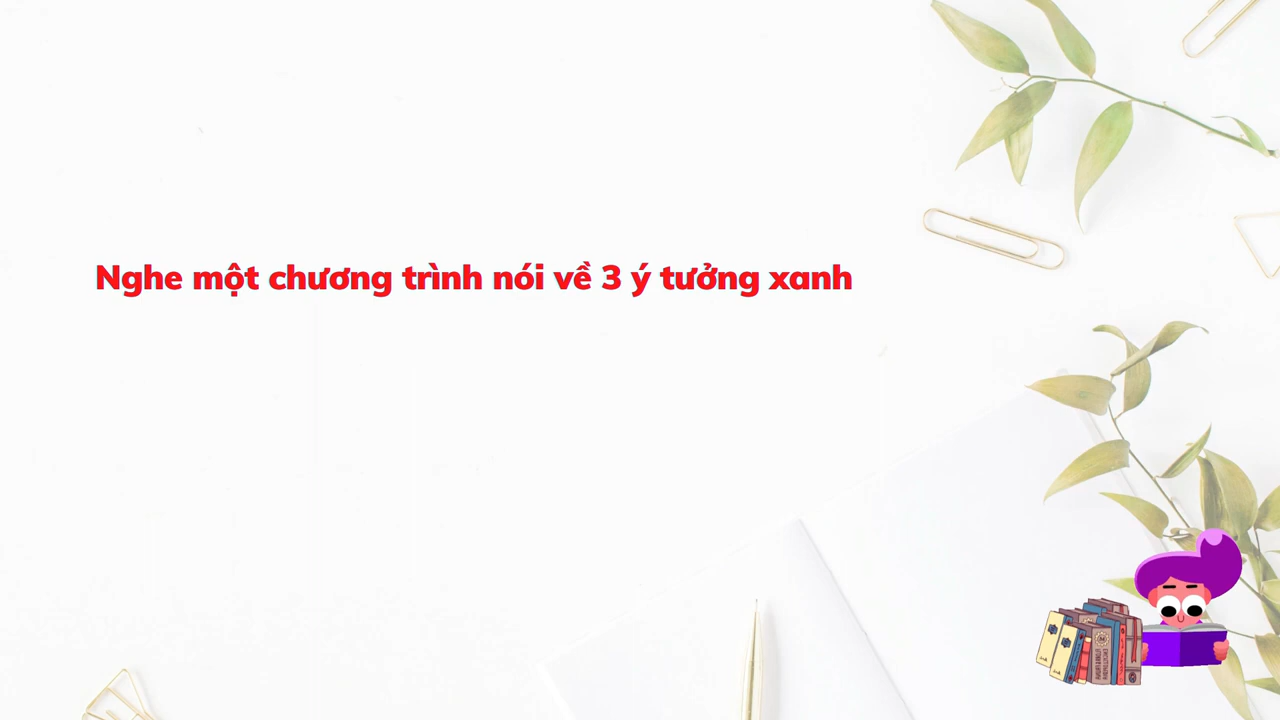 Nghe một chương trình nói về 3 ý tưởng xanh